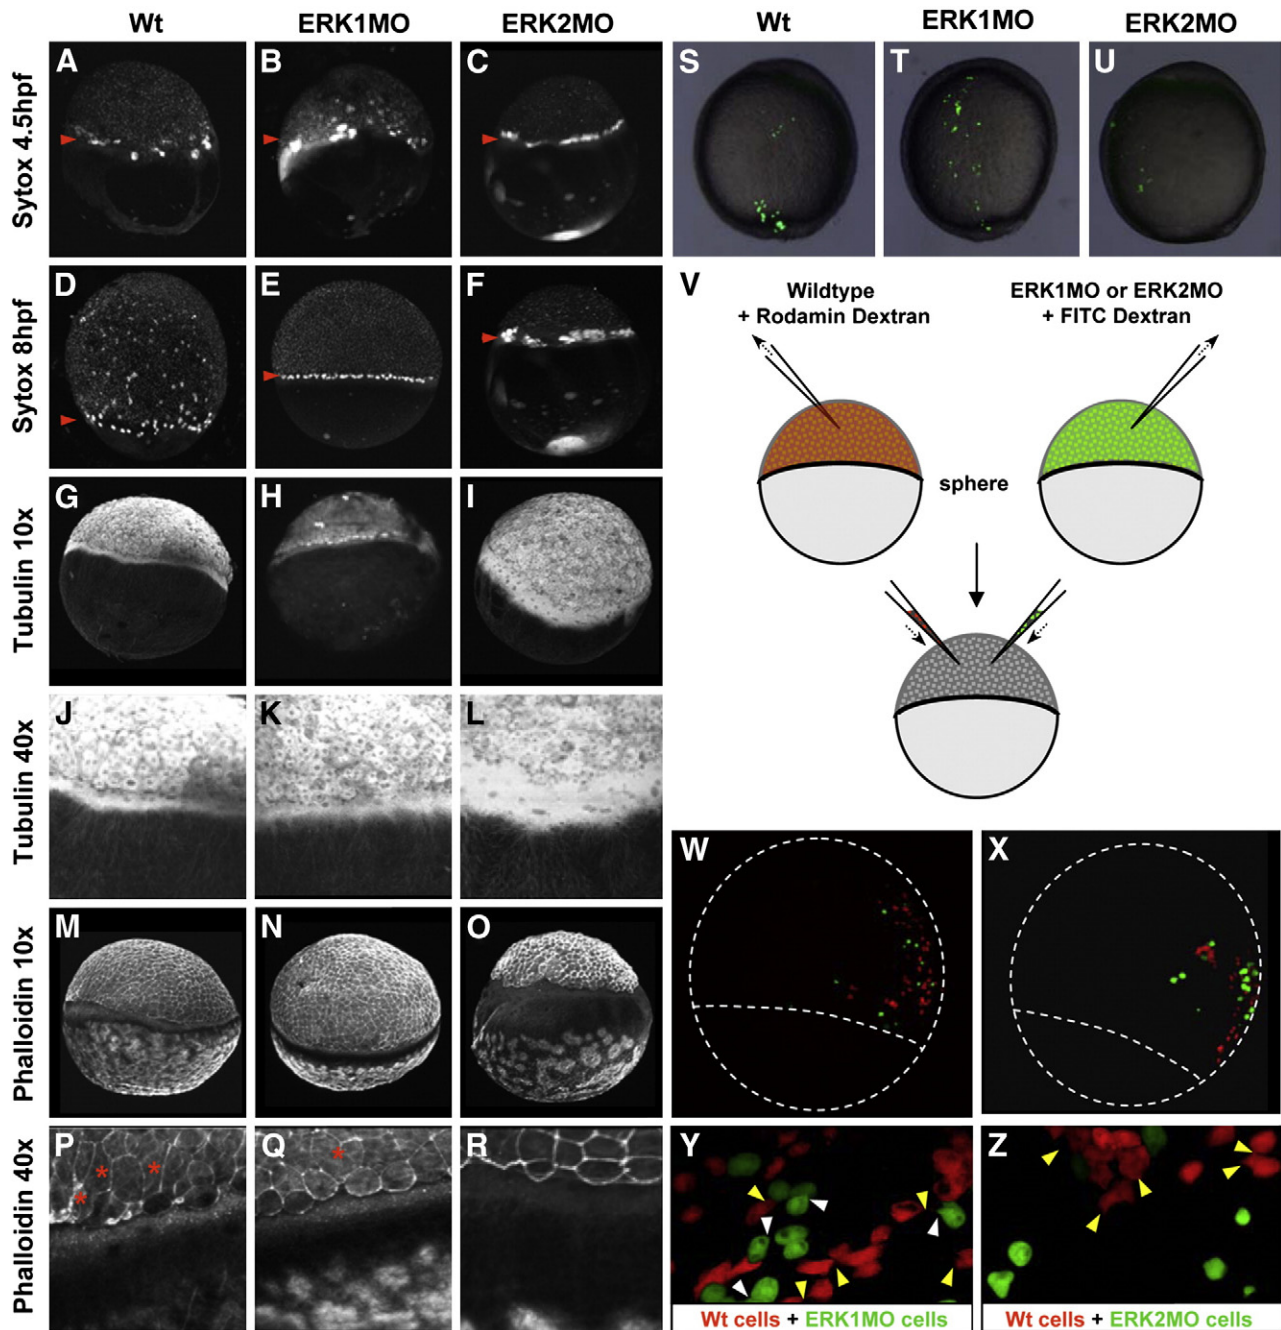 Wt ERK1MO ERK2MO
Sytox 4.5hpf
A B C
Sytox 8hpf
D E F
Tubulin 10x
G H I
Tubulin 40x
J K L
Phalloidin 10x
M N O
Phalloidin 40x
P Q R
* * * *
Wt ERK1MO ERK2MO
S T U
V
Wildtype
+ Rodamin Dextran
ERK1MO or ERK2MO
+ FITC Dextran
sphere
W X
Y Z
Wt cells + ERK1MO cells
Wt cells + ERK2MO cells